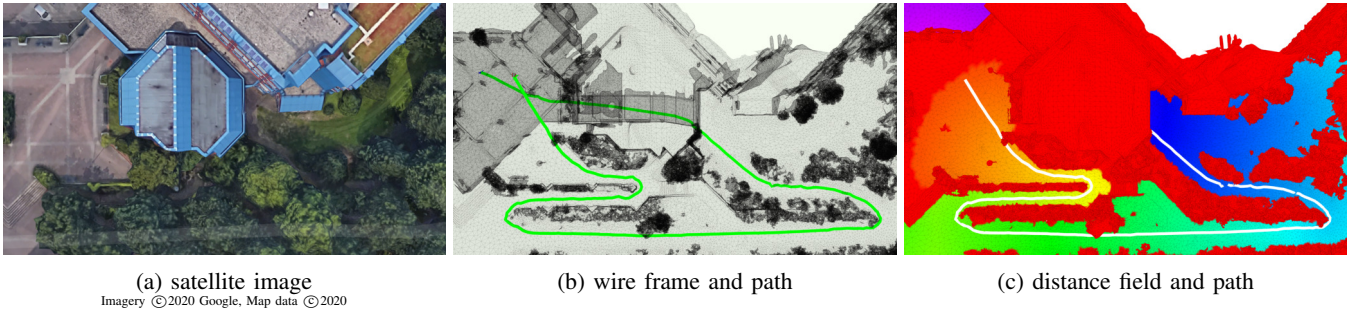 (a) satellite image
Imagery ©2020 Google, Map data ©2020
(b) wire frame and path
(c) distance field and path